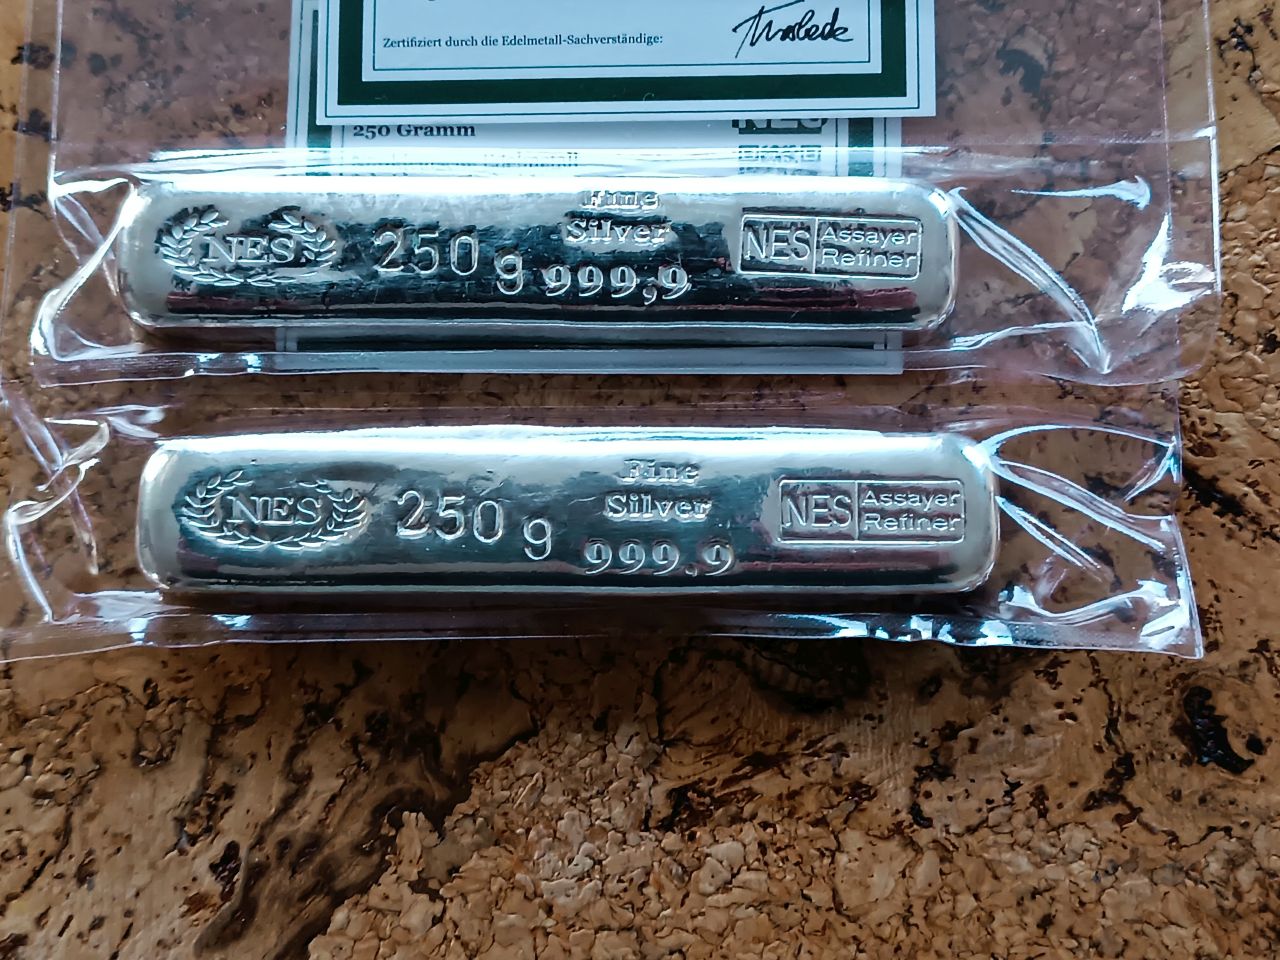 Zertifiziert durch die Edelmetall-Sachverständige:
250 Gramm
NES
NES
250 g
Fine
Silver
999,9
NES
Assayer
Refiner
NES
250 g
Fine
Silver
999,9
NES
Assayer
Refiner